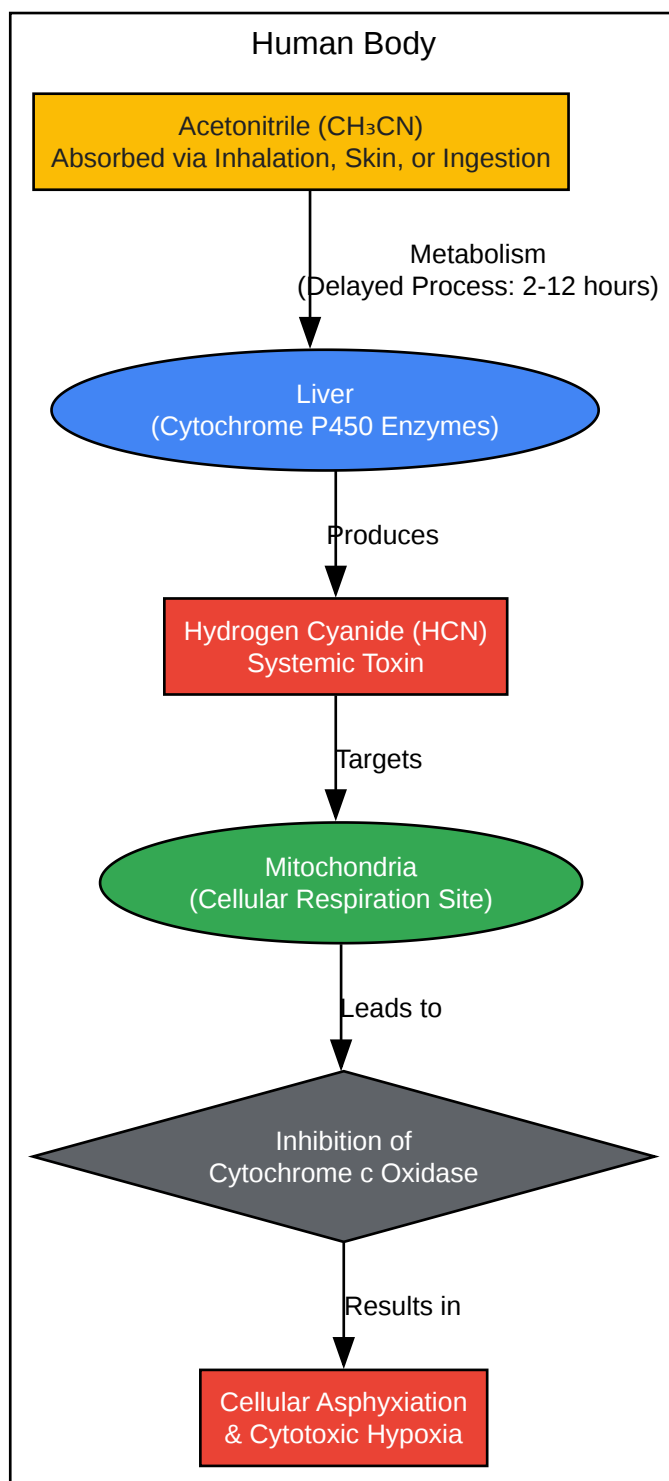 Human Body
Acetonitrile (CH₃CN)
Absorbed via Inhalation, Skin, or Ingestion
Metabolism
(Delayed Process: 2-12 hours)
Liver
(Cytochrome P450 Enzymes)
Produces
Hydrogen Cyanide (HCN)
Systemic Toxin
Targets
Mitochondria
(Cellular Respiration Site)
Leads to
Inhibition of
Cytochrome c Oxidase
Results in
Cellular Asphyxiation
& Cytotoxic Hypoxia